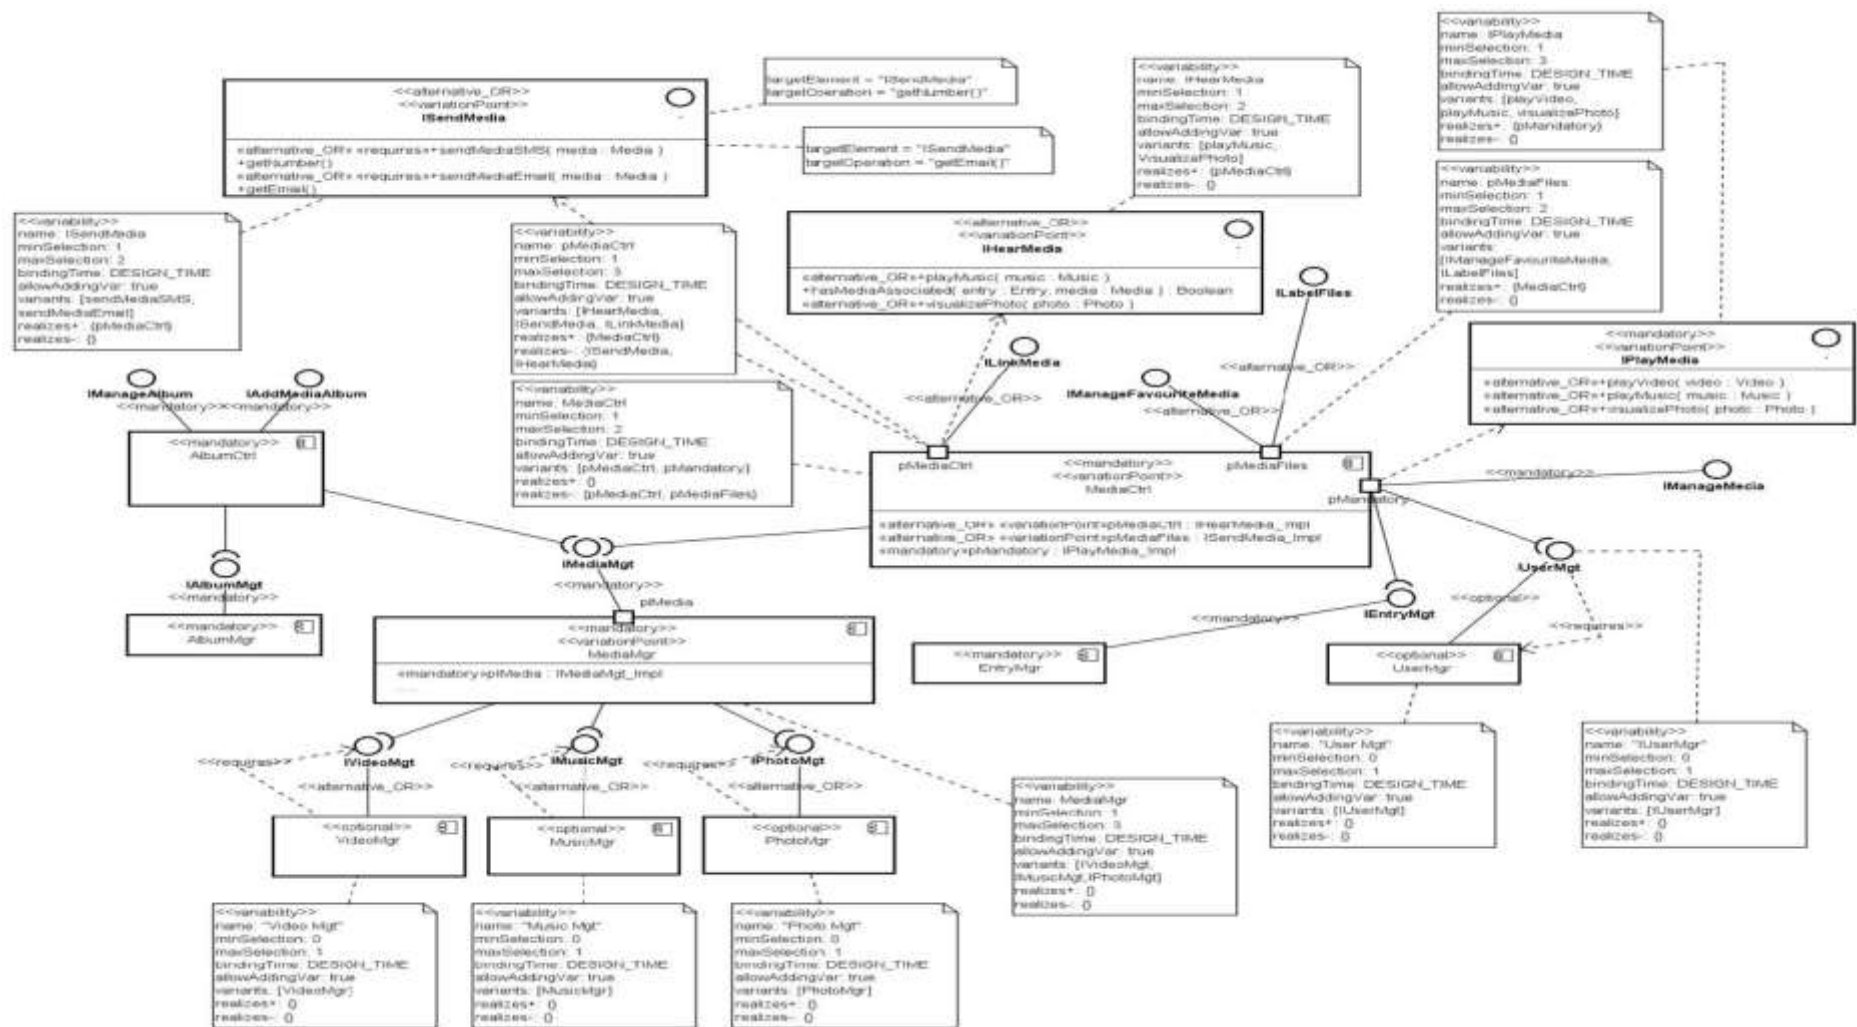 <<variability>>
name: IPlayMedia
minSelection: 1
maxSelection: 3
bindingTime: DESIGN_TIME
allowAddingVar: true
variants: {playVideo,
playMusic, visualizePhoto}
realizes+: {pMandatory}
realizes-: {}
<<variability>>
name: IHearMedia
minSelection: 1
maxSelection: 2
bindingTime: DESIGN_TIME
allowAddingVar: true
variants: {playMusic,
VisualizePhoto}
realizes+: {pMediaCtrl}
realizes-: {}
targetElement = "ISendMedia"
targetOperation = "getNumber()"
targetElement = "ISendMedia"
targetOperation = "getEmail()"
<<alternative_OR>>
<<variationPoint>>
ISendMedia
«alternative_OR» «requires»+sendMediaSMS( media : Media )
+getNumber()
«alternative_OR» «requires»+sendMediaEmail( media : Media )
+getEmail()
<<variability>>
name: pMediaFiles
minSelection: 1
maxSelection: 2
bindingTime: DESIGN_TIME
allowAddingVar: true
variants:
{IManageFavouriteMedia,
ILabelFiles}
realizes+: {MediaCtrl}
realizes-: {}
<<variability>>
name: ISendMedia
minSelection: 1
maxSelection: 2
bindingTime: DESIGN_TIME
allowAddingVar: true
variants: {sendMediaSMS,
sendMediaEmail}
realizes+: {pMediaCtrl}
realizes-: {}
<<variability>>
name: pMediaCtrl
minSelection: 1
maxSelection: 3
bindingTime: DESIGN_TIME
allowAddingVar: true
variants: {IHearMedia,
ISendMedia, ILinkMedia}
realizes+: {MediaCtrl}
realizes-: {ISendMedia,
IHearMedia}
<<alternative_OR>>
<<variationPoint>>
IHearMedia
«alternative_OR»+playMusic( music : Music )
+hasMediaAssociated( entry : Entry, media : Media ) : Boolean
«alternative_OR»+visualizePhoto( photo : Photo )
ILabelFiles
<<mandatory>>
<<variationPoint>>
IPlayMedia
«alternative_OR»+playVideo( video : Video )
«alternative_OR»+playMusic( music : Music )
«alternative_OR»+visualizePhoto( photo : Photo )
ILinkMedia
<<alternative_OR>>
IManageFavouriteMedia
<<alternative_OR>>
<<alternative_OR>>
IManageAlbum
IAddMediaAlbum
<<mandatory>>
<<mandatory>>
<<mandatory>>
AlbumCtrl
<<variability>>
name: MediaCtrl
minSelection: 1
maxSelection: 2
bindingTime: DESIGN_TIME
allowAddingVar: true
variants: {pMediaCtrl, pMandatory}
realizes+: {}
realizes-: {pMediaCtrl, pMediaFiles}
pMediaCtrl
pMediaFiles
<<mandatory>>
<<variationPoint>>
MediaCtrl
«alternative_OR» «variationPoint»pMediaCtrl : IHearMedia_Impl
«alternative_OR» «variationPoint»pMediaFiles : ISendMedia_Impl
«mandatory»pMandatory : IPlayMedia_Impl
pMandatory
<<mandatory>>
IManageMedia
IAlbumMgt
<<mandatory>>
<<mandatory>>
AlbumMgr
IMediaMgt
<<mandatory>>
pIMedia
<<mandatory>>
<<variationPoint>>
MediaMgr
«mandatory»pIMedia : IMediaMgt_Impl
IEntryMgt
<<mandatory>>
<<mandatory>>
EntryMgr
IUserMgt
<<optional>>
<<requires>>
<<optional>>
UserMgr
<<requires>>
IVideoMgt
<<alternative_OR>>
<<requires>>
IMusicMgt
<<alternative_OR>>
<<requires>>
IPhotoMgt
<<alternative_OR>>
<<optional>>
VideoMgr
<<optional>>
MusicMgr
<<optional>>
PhotoMgr
<<variability>>
name: MediaMgr
minSelection: 1
maxSelection: 3
bindingTime: DESIGN_TIME
allowAddingVar: true
variants: {IVideoMgt,
IMusicMgt,IPhotoMgt}
realizes+: {}
realizes-: {}
<<variability>>
name: "User Mgt"
minSelection: 0
maxSelection: 1
bindingTime: DESIGN_TIME
allowAddingVar: true
variants: {IUserMgt}
realizes+: {}
realizes-: {}
<<variability>>
name: "IUserMgr"
minSelection: 0
maxSelection: 1
bindingTime: DESIGN_TIME
allowAddingVar: true
variants: {IUserMgr}
realizes+: {}
realizes-: {}
<<variability>>
name: "Video Mgt"
minSelection: 0
maxSelection: 1
bindingTime: DESIGN_TIME
allowAddingVar: true
variants: {VideoMgr}
realizes+: {}
realizes-: {}
<<variability>>
name: "Music Mgt"
minSelection: 0
maxSelection: 1
bindingTime: DESIGN_TIME
allowAddingVar: true
variants: {MusicMgr}
realizes+: {}
realizes-: {}
<<variability>>
name: "Photo Mgt"
minSelection: 0
maxSelection: 1
bindingTime: DESIGN_TIME
allowAddingVar: true
variants: {PhotoMgr}
realizes+: {}
realizes-: {}